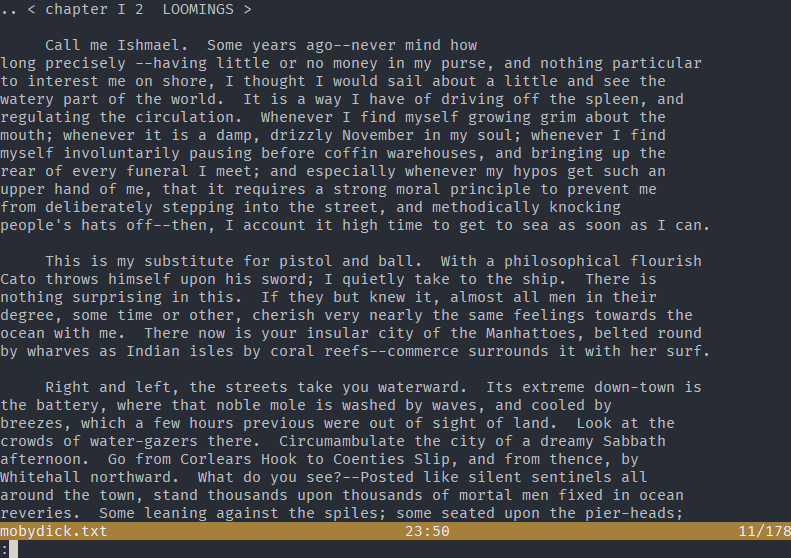 .. < chapter I 2  LOOMINGS >
Call me Ishmael.  Some years ago--never mind how
long precisely --having little or no money in my purse, and nothing particular
to interest me on shore, I thought I would sail about a little and see the
watery part of the world.  It is a way I have of driving off the spleen, and
regulating the circulation.  Whenever I find myself growing grim about the
mouth; whenever it is a damp, drizzly November in my soul; whenever I find
myself involuntarily pausing before coffin warehouses, and bringing up the
rear of every funeral I meet; and especially whenever my hypos get such an
upper hand of me, that it requires a strong moral principle to prevent me
from deliberately stepping into the street, and methodically knocking
people's hats off--then, I account it high time to get to sea as soon as I can.
This is my substitute for pistol and ball.  With a philosophical flourish
Cato throws himself upon his sword; I quietly take to the ship.  There is
nothing surprising in this.  If they but knew it, almost all men in their
degree, some time or other, cherish very nearly the same feelings towards the
ocean with me.  There now is your insular city of the Manhattoes, belted round
by wharves as Indian isles by coral reefs--commerce surrounds it with her surf.
Right and left, the streets take you waterward.  Its extreme down-town is
the battery, where that noble mole is washed by waves, and cooled by
breezes, which a few hours previous were out of sight of land.  Look at the
crowds of water-gazers there.  Circumambulate the city of a dreamy Sabbath
afternoon.  Go from Corlears Hook to Coenties Slip, and from thence, by
Whitehall northward.  What do you see?--Posted like silent sentinels all
around the town, stand thousands upon thousands of mortal men fixed in ocean
reveries.  Some leaning against the spiles; some seated upon the pier-heads;
mobydick.txt 23:50 11/178
: